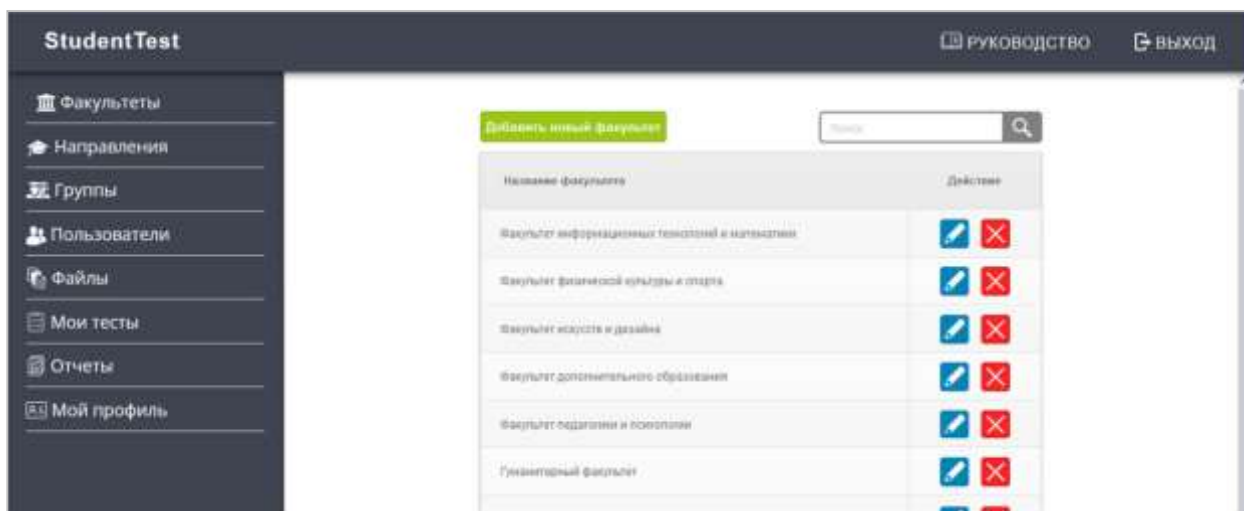 StudentTest
РУКОВОДСТВО
ВЫХОД
Факультеты
Направления
Группы
Пользователи
Файлы
Мои тесты
Отчеты
Мой профиль
Добавить новый факультет
Поиск
Название факультета
Действие
Факультет информационных технологий и математики
Факультет физической культуры и спорта
Факультет искусств и дизайна
Факультет дополнительного образования
Факультет педагогики и психологии
Гуманитарный факультет